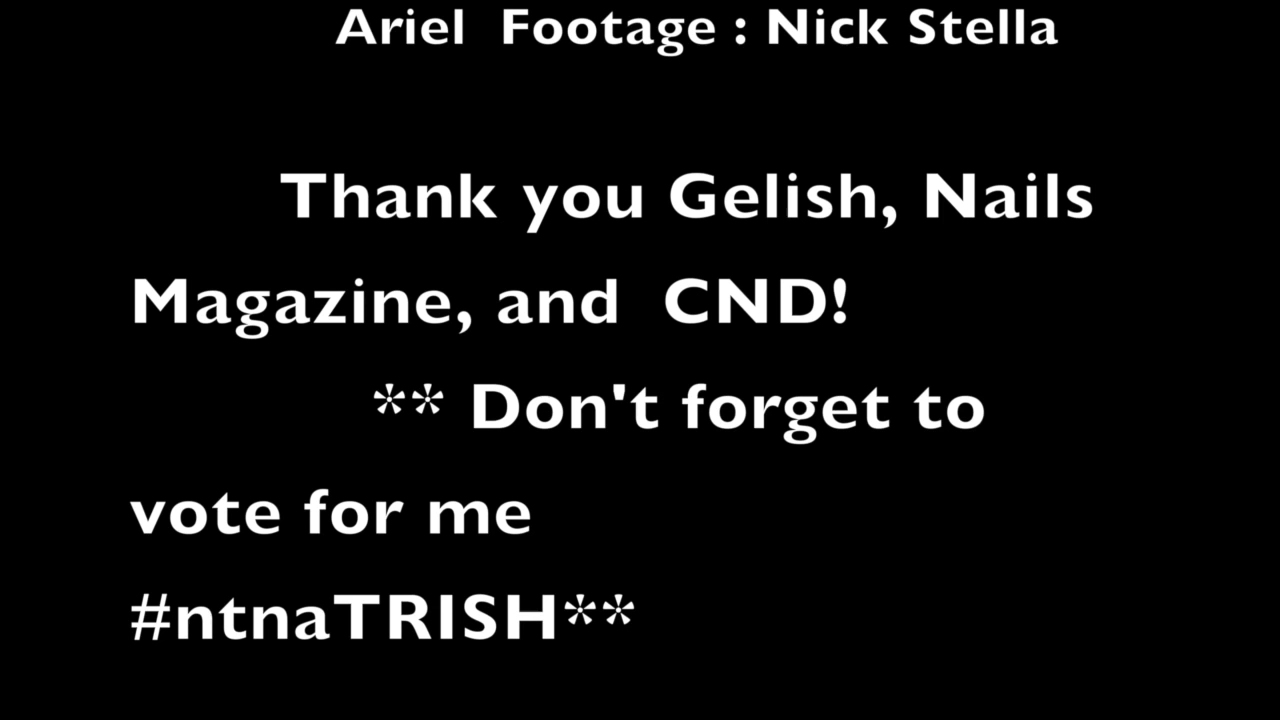 Ariel Footage : Nick Stella
Thank you Gelish, Nails
Magazine, and CND!
** Don't forget to
vote for me
#ntnaTRISH**